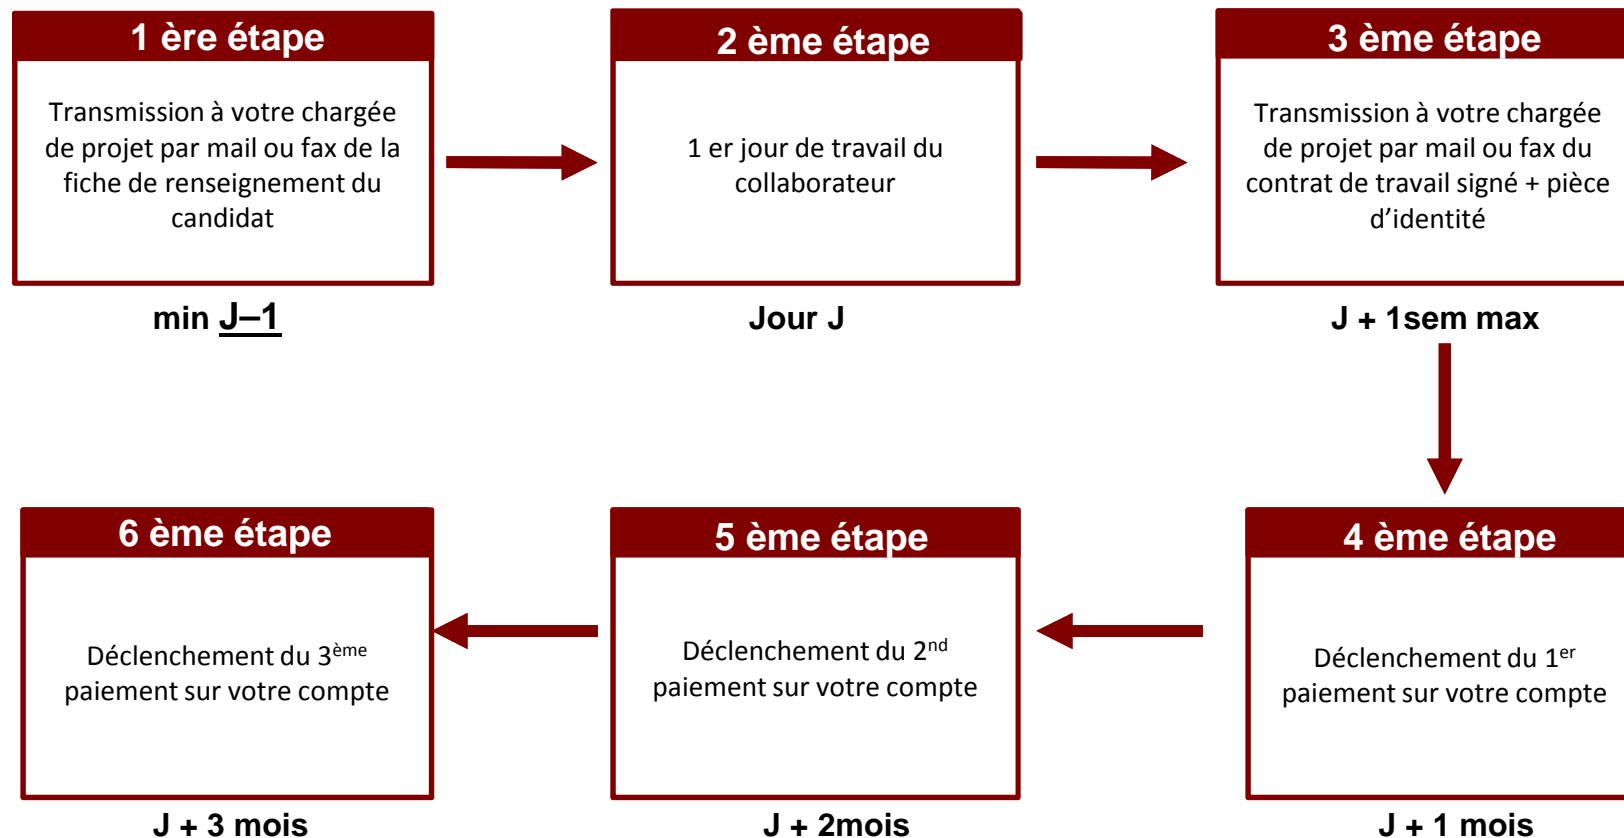 1 ère étape
Transmission à votre chargée
de projet par mail ou fax de la
fiche de renseignement du
candidat
min J–1
2 ème étape
1 er jour de travail du
collaborateur
Jour J
3 ème étape
Transmission à votre chargée
de projet par mail ou fax du
contrat de travail signé + pièce
d’identité
J + 1sem max
4 ème étape
Déclenchement du 1er
paiement sur votre compte
J + 1 mois
5 ème étape
Déclenchement du 2nd
paiement sur votre compte
J + 2mois
6 ème étape
Déclenchement du 3ème
paiement sur votre compte
J + 3 mois